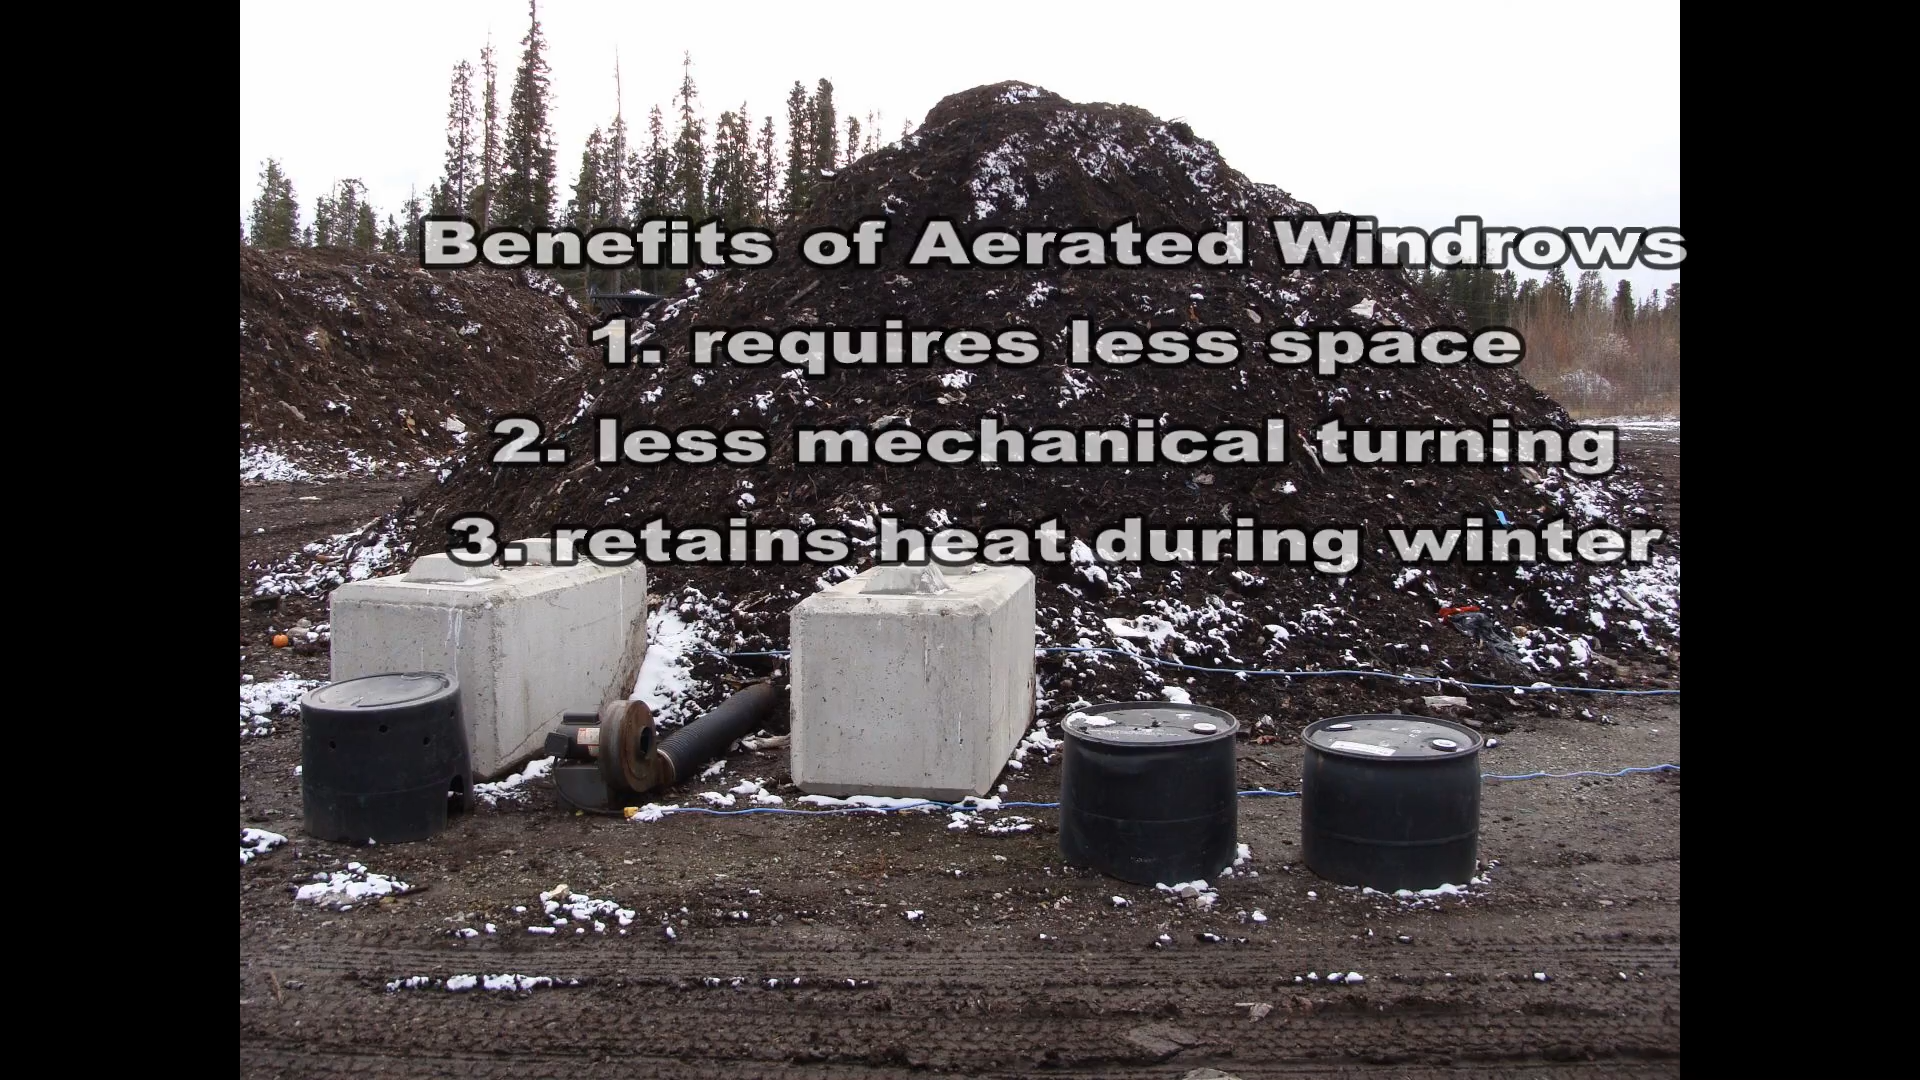 Benefits of Aerated Windrows
1. requires less space
2. less mechanical turning
3. retains heat during winter